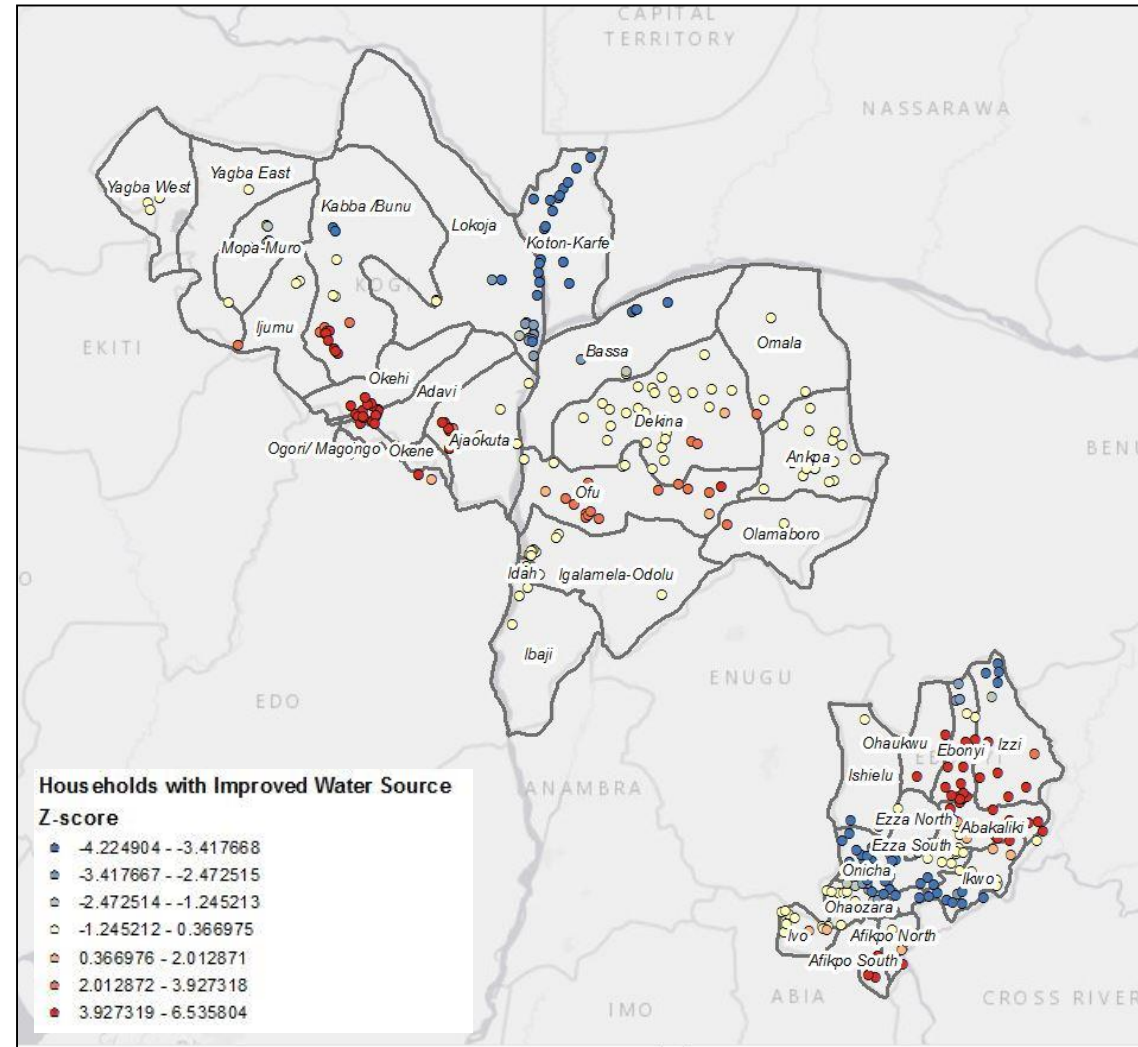 CAPITAL
TERRITORY
NASSARAWA
Yagba East
Yagba West
Kabba /Bunu
Lokoja
Koton-Karfe
Mopa-Muro
KOGI
Ijumu
EKITI
Bassa
Omala
Okehi
Adavi
Dekina
Ogori/ Magongo
Okene
Ajaokuta
Ankpa
BENU
Ofu
Olamaboro
Idah
Igalamela-Odolu
Ibaji
ENUGU
EDO
Ohaukwu
Ebonyi
Izzi
Ishielu
ANAMBRA
Ezza North
Abakaliki
Ezza South
Onicha
Ikwo
Ohaozara
Ivo
Afikpo North
Afikpo South
IMO
ABIA
CROSS RIVER
Households with Improved Water Source
Z-score
-4.224904 - -3.417668
-3.417667 - -2.472515
-2.472514 - -1.245213
-1.245212 - 0.366975
0.366976 - 2.012871
2.012872 - 3.927318
3.927319 - 6.535804